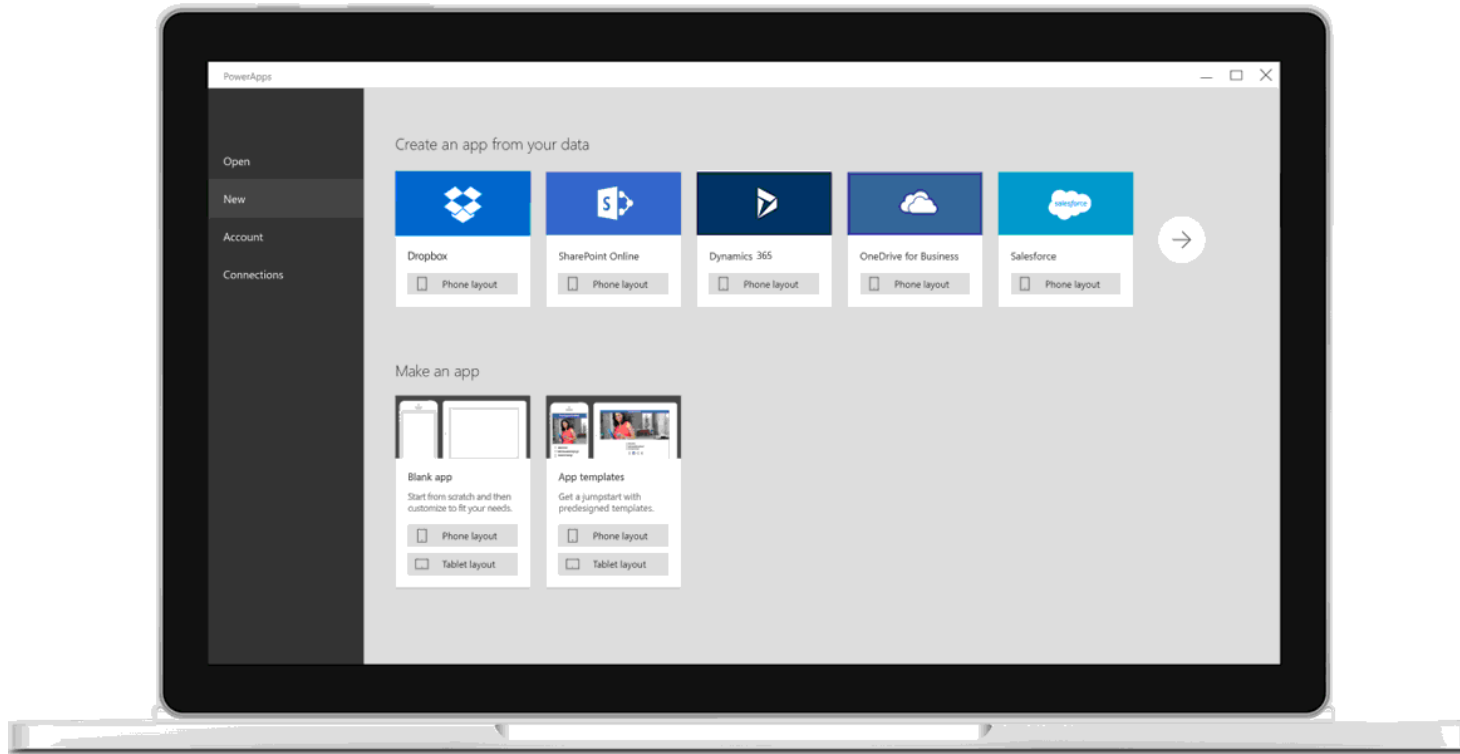 PowerApps
Open
New
Account
Connections
Create an app from your data
S
salesforce
Dropbox
SharePoint Online
Dynamics 365
OneDrive for Business
Salesforce
Phone layout
Phone layout
Phone layout
Phone layout
Phone layout
Make an app
Blank app
Start from scratch and then
customize to fit your needs.
Phone layout
Tablet layout
App templates
Get a jumpstart with
predesigned templates.
Phone layout
Tablet layout